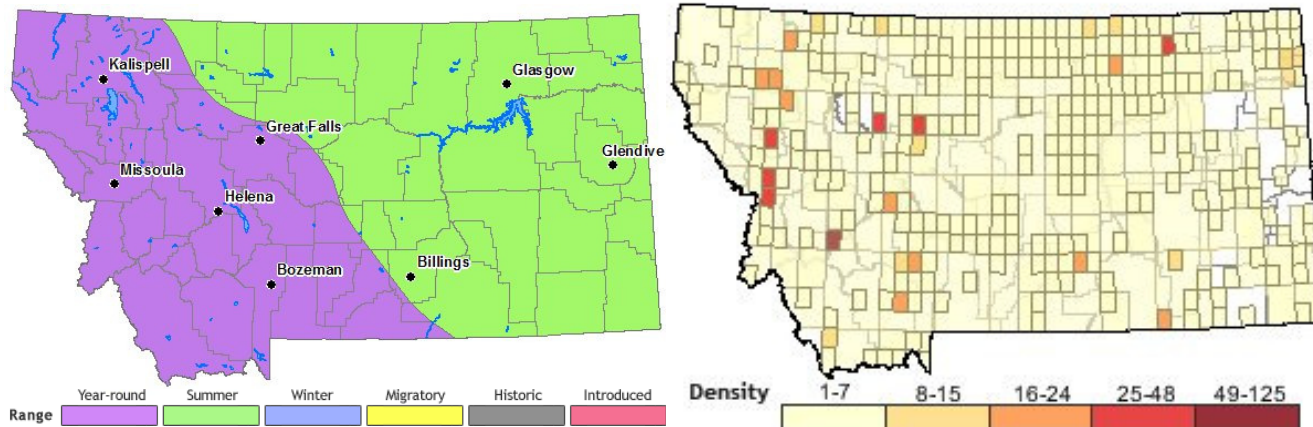 Kalispell
Glasgow
Great Falls
Glendive
Missoula
Helena
Billings
Bozeman
Year-round Summer Winter Migratory Historic Introduced
Range
Density 1-7 8-15 16-24 25-48 49-125